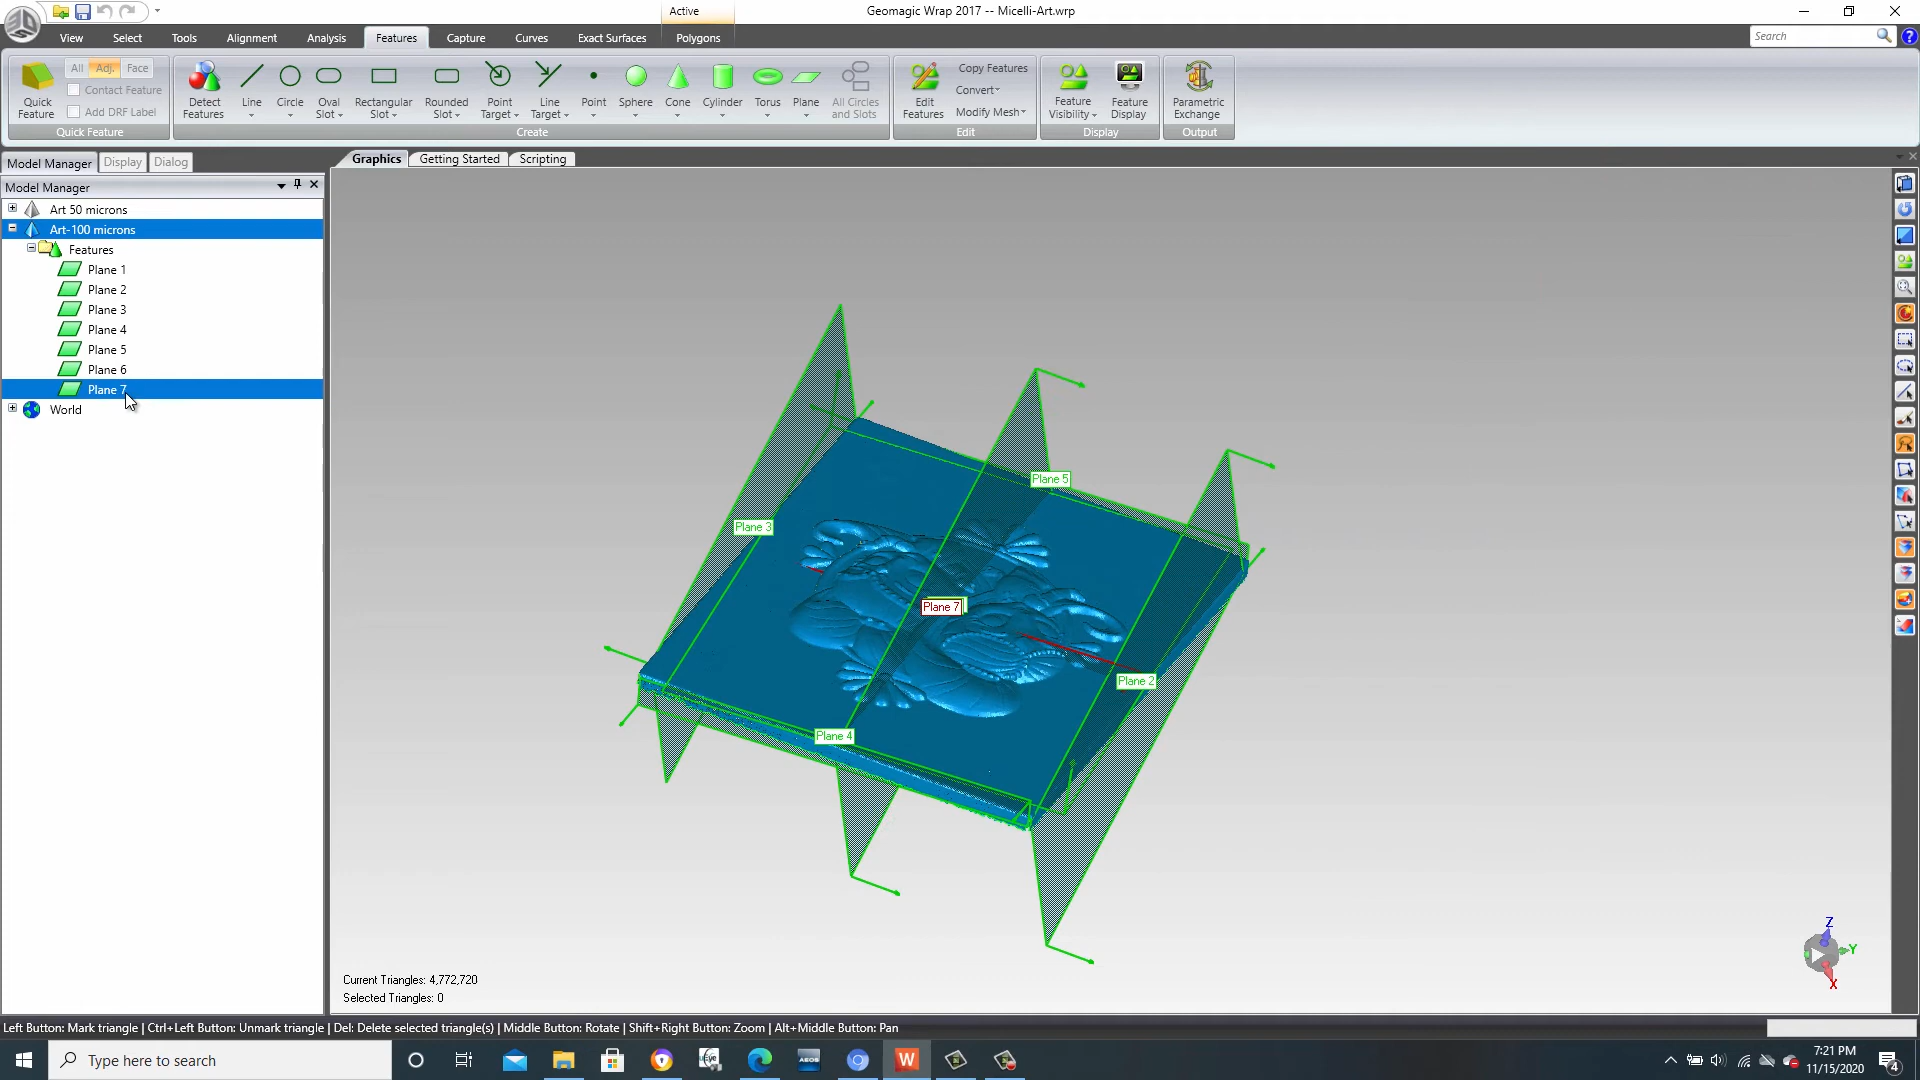 Active
Geomagic Wrap 2017 -- Micelli-Art.wrp
View Select Tools Alignment Analysis Features Capture Curves Exact Surfaces Polygons
Search
All Adj. Face
Contact Feature
Add DRF Label
Quick Feature
Quick Feature
Detect Features
Line
Circle
Oval Slot
Rectangular Slot
Rounded Slot
Point Target
Line Target
Point
Sphere
Cone
Cylinder
Torus
Plane
All Circles and Slots
Create
Edit Features
Copy Features
Convert
Modify Mesh
Edit
Feature Visibility
Feature Display
Display
Parametric Exchange
Output
Model Manager Display Dialog
Graphics Getting Started Scripting
Model Manager
Art 50 microns
Art-100 microns
Features
Plane 1
Plane 2
Plane 3
Plane 4
Plane 5
Plane 6
Plane 7
World
Plane 5
Plane 3
Plane 7
Plane 2
Plane 4
Z
Y
X
Current Triangles: 4,772,720
Selected Triangles: 0
Left Button: Mark triangle | Ctrl+Left Button: Unmark triangle | Del: Delete selected triangle(s) | Middle Button: Rotate | Shift+Right Button: Zoom | Alt+Middle Button: Pan
Type here to search
W
7:21 PM
11/15/2020
4